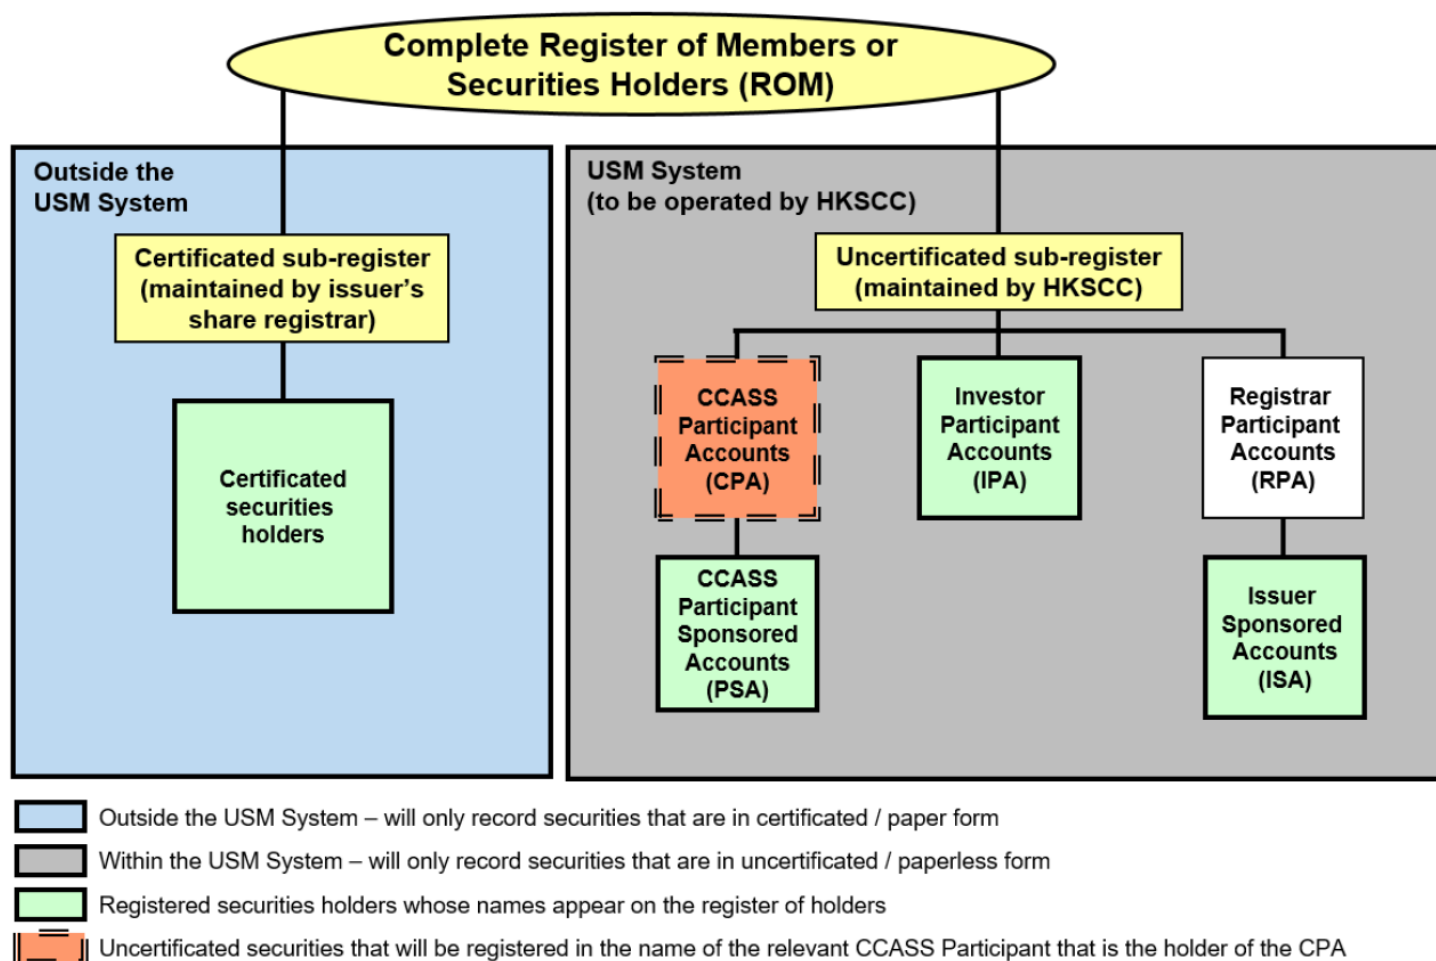 Complete Register of Members or
Securities Holders (ROM)
Outside the
USM System
Certificated sub-register
(maintained by issuer’s
share registrar)
Certificated
securities
holders
USM System
(to be operated by HKSCC)
Uncertificated sub-register
(maintained by HKSCC)
CCASS
Participant
Accounts
(CPA)
Investor
Participant
Accounts
(IPA)
Registrar
Participant
Accounts
(RPA)
CCASS
Participant
Sponsored
Accounts
(PSA)
Issuer
Sponsored
Accounts
(ISA)
Outside the USM System – will only record securities that are in certificated / paper form
Within the USM System – will only record securities that are in uncertificated / paperless form
Registered securities holders whose names appear on the register of holders
Uncertificated securities that will be registered in the name of the relevant CCASS Participant that is the holder of the CPA